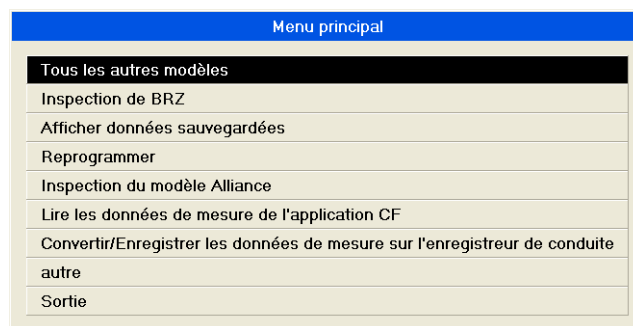 Menu principal
Tous les autres modèles
Inspection de BRZ
Afficher données sauvegardées
Reprogrammer
Inspection du modèle Alliance
Lire les données de mesure de l'application CF
Convertir/Enregistrer les données de mesure sur l'enregistreur de conduite
autre
Sortie